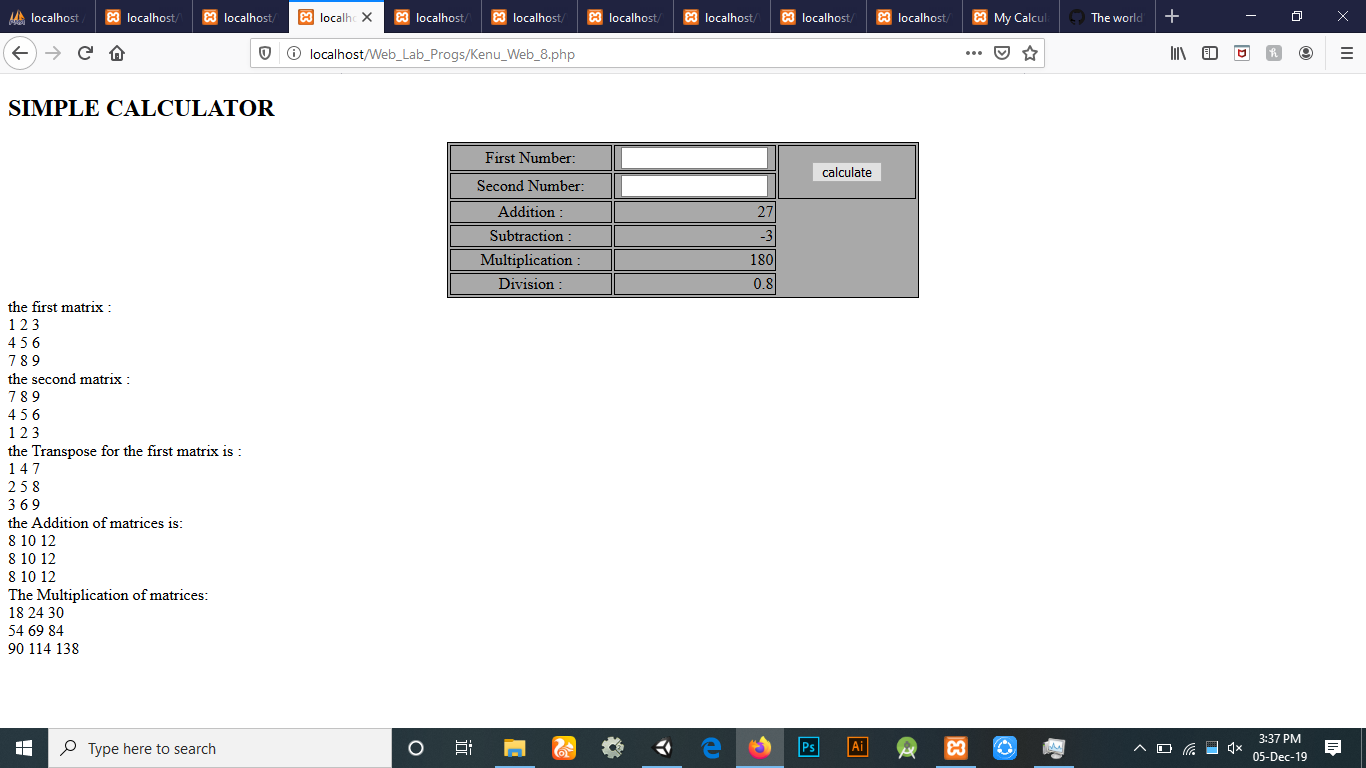 localhost
localhost/
localhost/
localho
localhost/
localhost/
localhost/
localhost/
localhost/
localhost/
My Calcul
The world
localhost/Web_Lab_Progs/Kenu_Web_8.php
SIMPLE CALCULATOR
First Number:
calculate
Second Number:
Addition : 27
Subtraction : -3
Multiplication : 180
Division : 0.8
the first matrix :
1 2 3
4 5 6
7 8 9
the second matrix :
7 8 9
4 5 6
1 2 3
the Transpose for the first matrix is :
1 4 7
2 5 8
3 6 9
the Addition of matrices is:
8 10 12
8 10 12
8 10 12
The Multiplication of matrices:
18 24 30
54 69 84
90 114 138
Type here to search
Ps
Ai
3:37 PM
05-Dec-19